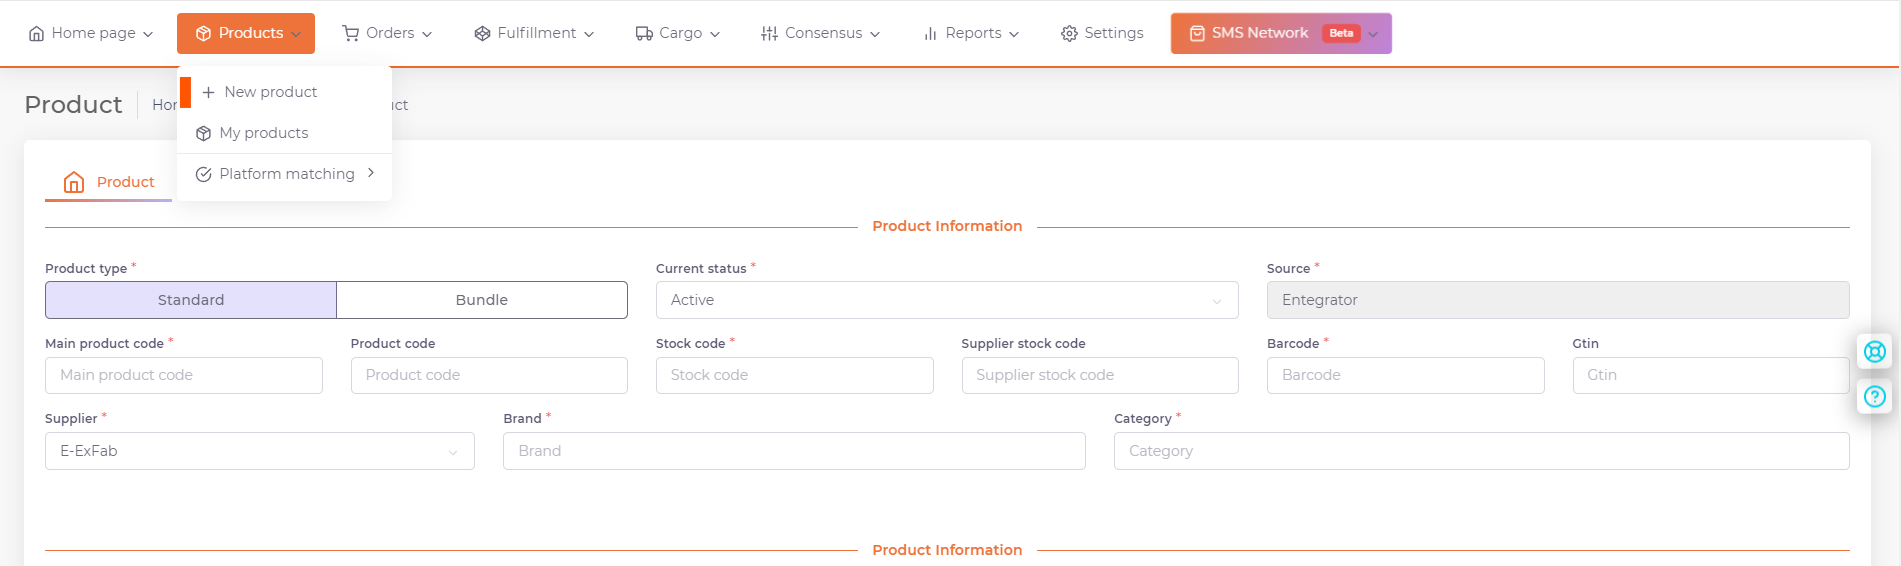 Home page Products Orders Fulfillment Cargo Consensus Reports Settings SMS Network Beta
New product
Product Hor uct
My products
Platform matching
Product
Product Information
Product type * Current status * Source *
Standard Bundle Active Entegrator
Main product code * Product code Stock code * Supplier stock code Barcode * Gtin
Main product code Product code Stock code Supplier stock code Barcode Gtin
Supplier * Brand * Category *
E-ExFab Brand Category
Product Information